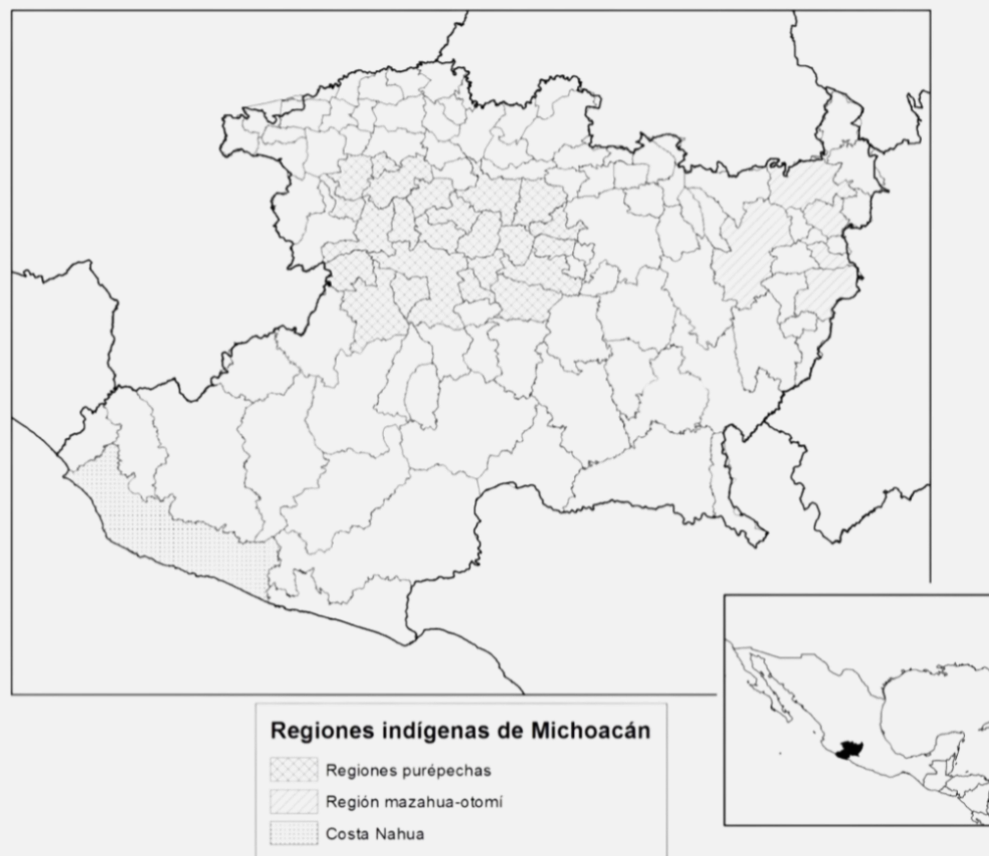 Regiones indígenas de Michoacán
Regiones purépechas
Región mazahua-otomí
Costa Nahua